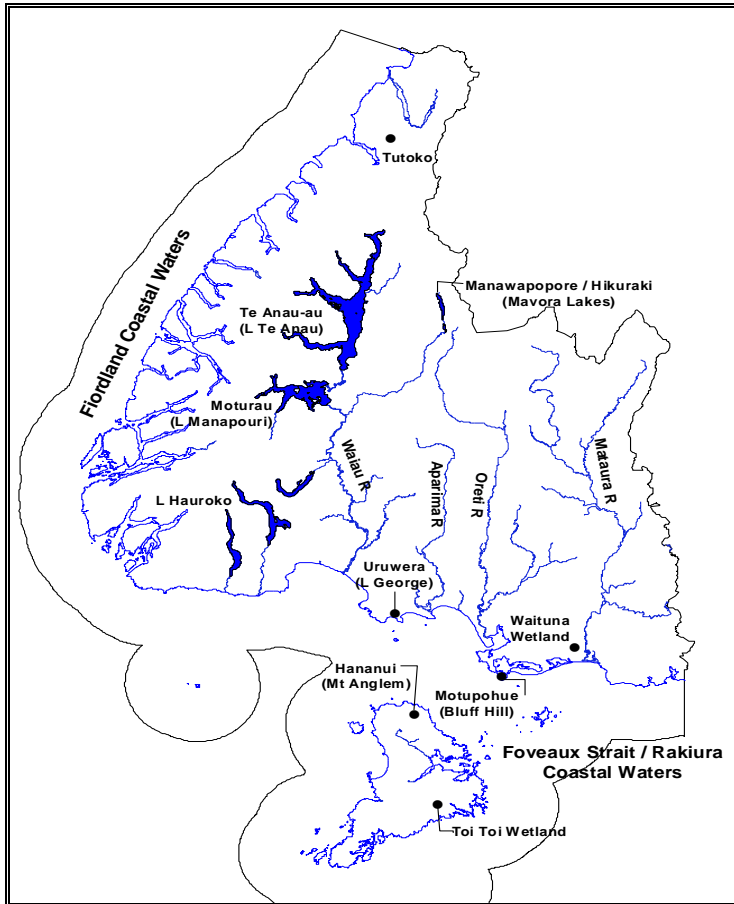 Tutoko
Fiordland Coastal Waters
Manawapopore / Hikuraki
(Mavora Lakes)
Te Anau-au
(L Te Anau)
Moturau
(L Manapouri)
Waiau R
Aparima R
Oreti R
Mataura R
L Hauroko
Uruwera
(L George)
Waituna
Wetland
Hananui
(Mt Anglem)
Motupohue
(Bluff Hill)
Foveaux Strait / Rakiura
Coastal Waters
Toi Toi Wetland